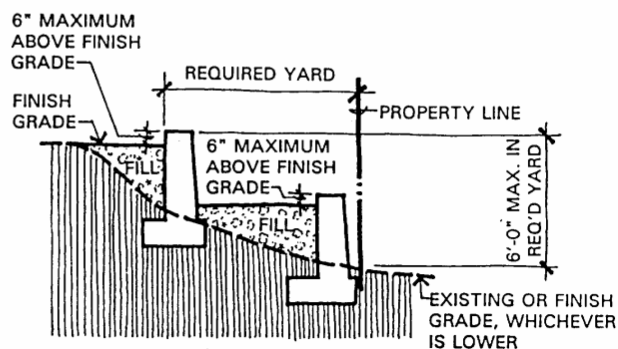 6" MAXIMUM
ABOVE FINISH
GRADE
FINISH
GRADE
REQUIRED YARD
PROPERTY LINE
6" MAXIMUM
ABOVE FINISH
GRADE
FILL
FILL
6'-0" MAX. IN
REQ'D YARD
EXISTING OR FINISH
GRADE, WHICHEVER
IS LOWER